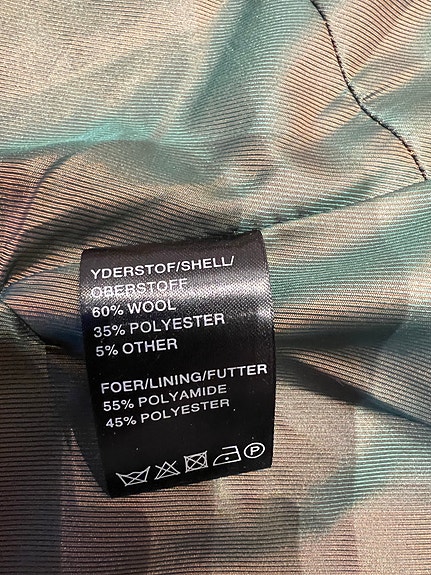 YDERSTOF/SHELL/
OBERSTOFF
60% WOOL
35% POLYESTER
5% OTHER
FOER/LINING/FUTTER
55% POLYAMIDE
45% POLYESTER
P